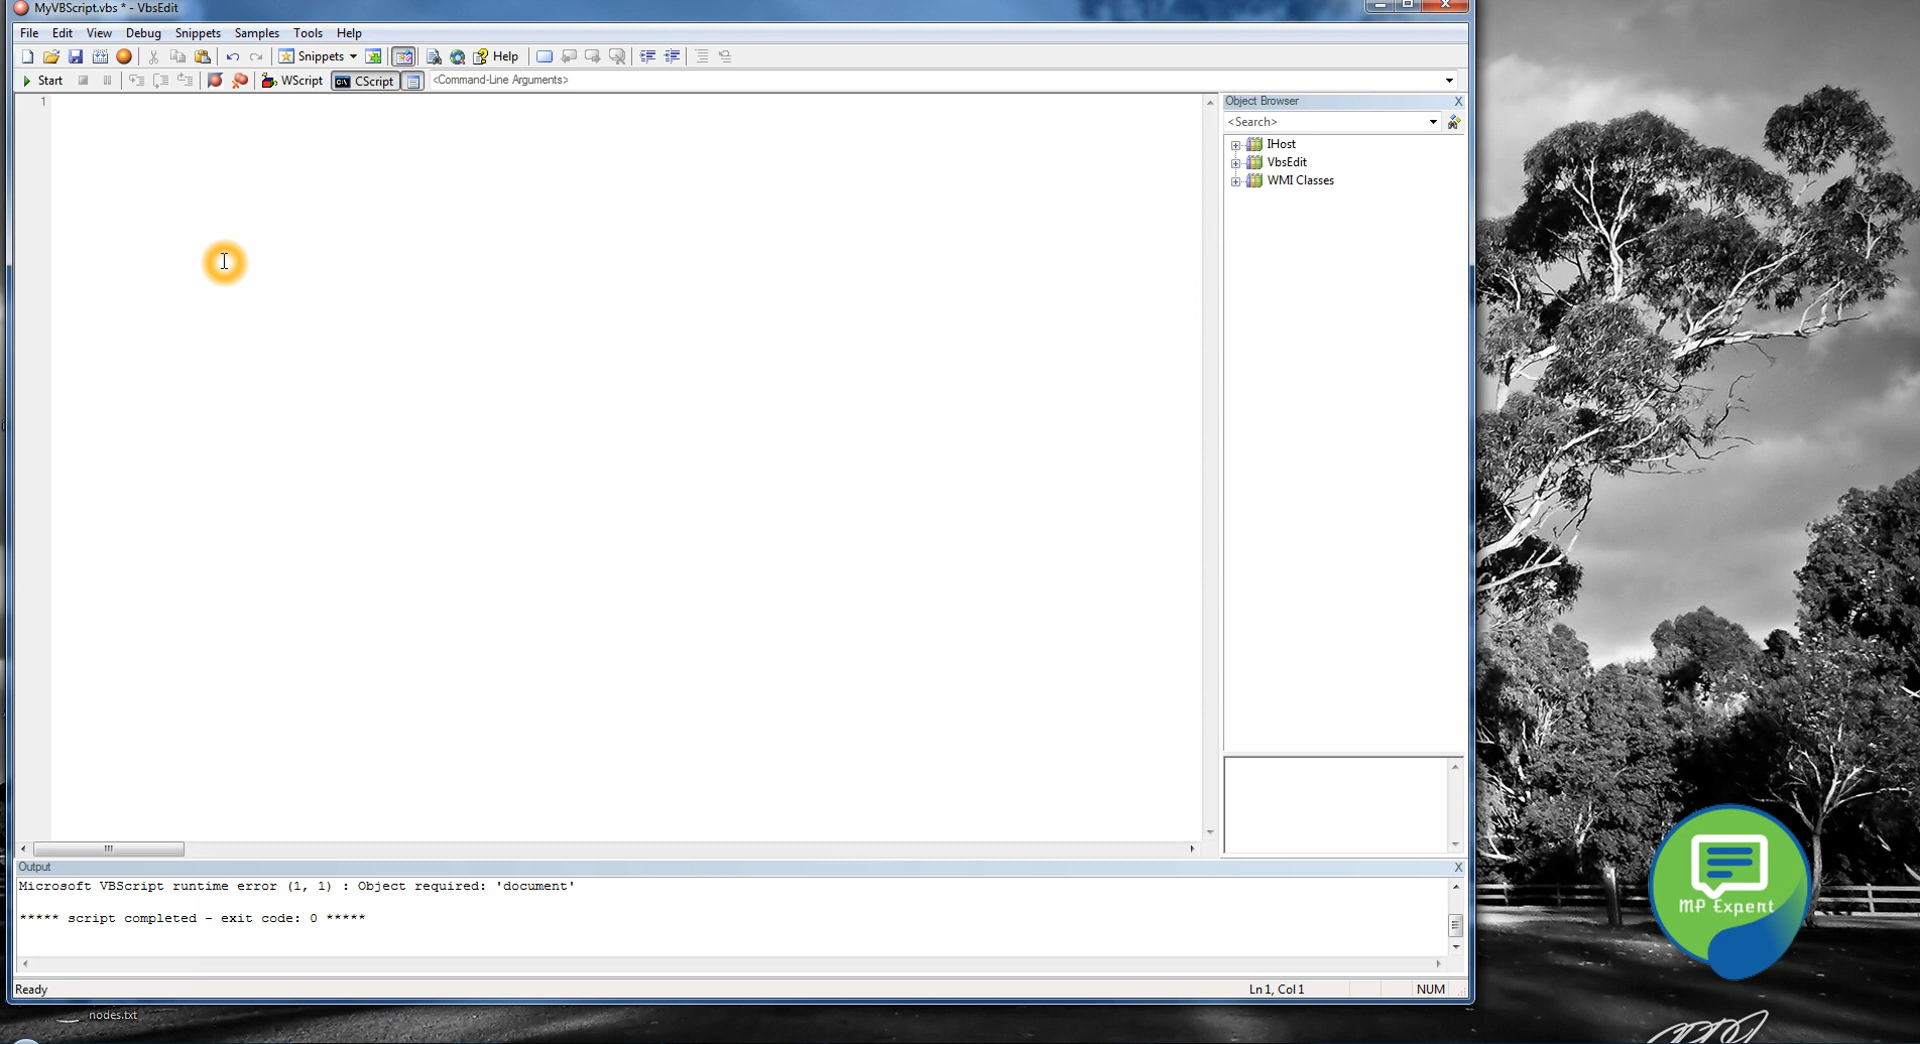 MyVBScript.vbs * - VbsEdit
File Edit View Debug Snippets Samples Tools Help
Snippets Help
Start WScript CScript <Command-Line Arguments>
1
Object Browser
<Search>
IHost
VbsEdit
WMI Classes
Output
Microsoft VBScript runtime error (1, 1) : Object required: 'document'
***** script completed - exit code: 0 *****
Ready Ln 1, Col 1 NUM
nodes.txt
MP Expert